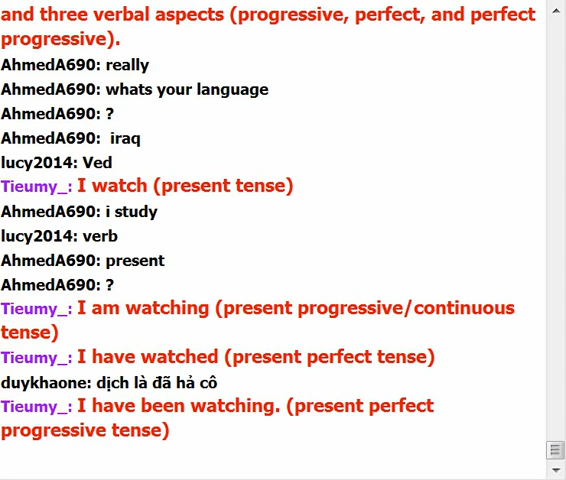 and three verbal aspects (progressive, perfect, and perfect
progressive).
AhmedA690: really
AhmedA690: whats your language
AhmedA690: ?
AhmedA690:  iraq
lucy2014: Ved
Tieumy_: I watch (present tense)
AhmedA690: i study
lucy2014: verb
AhmedA690: present
AhmedA690: ?
Tieumy_: I am watching (present progressive/continuous
tense)
Tieumy_: I have watched (present perfect tense)
duykhaone: dịch là đã hả cô
Tieumy_: I have been watching. (present perfect
progressive tense)